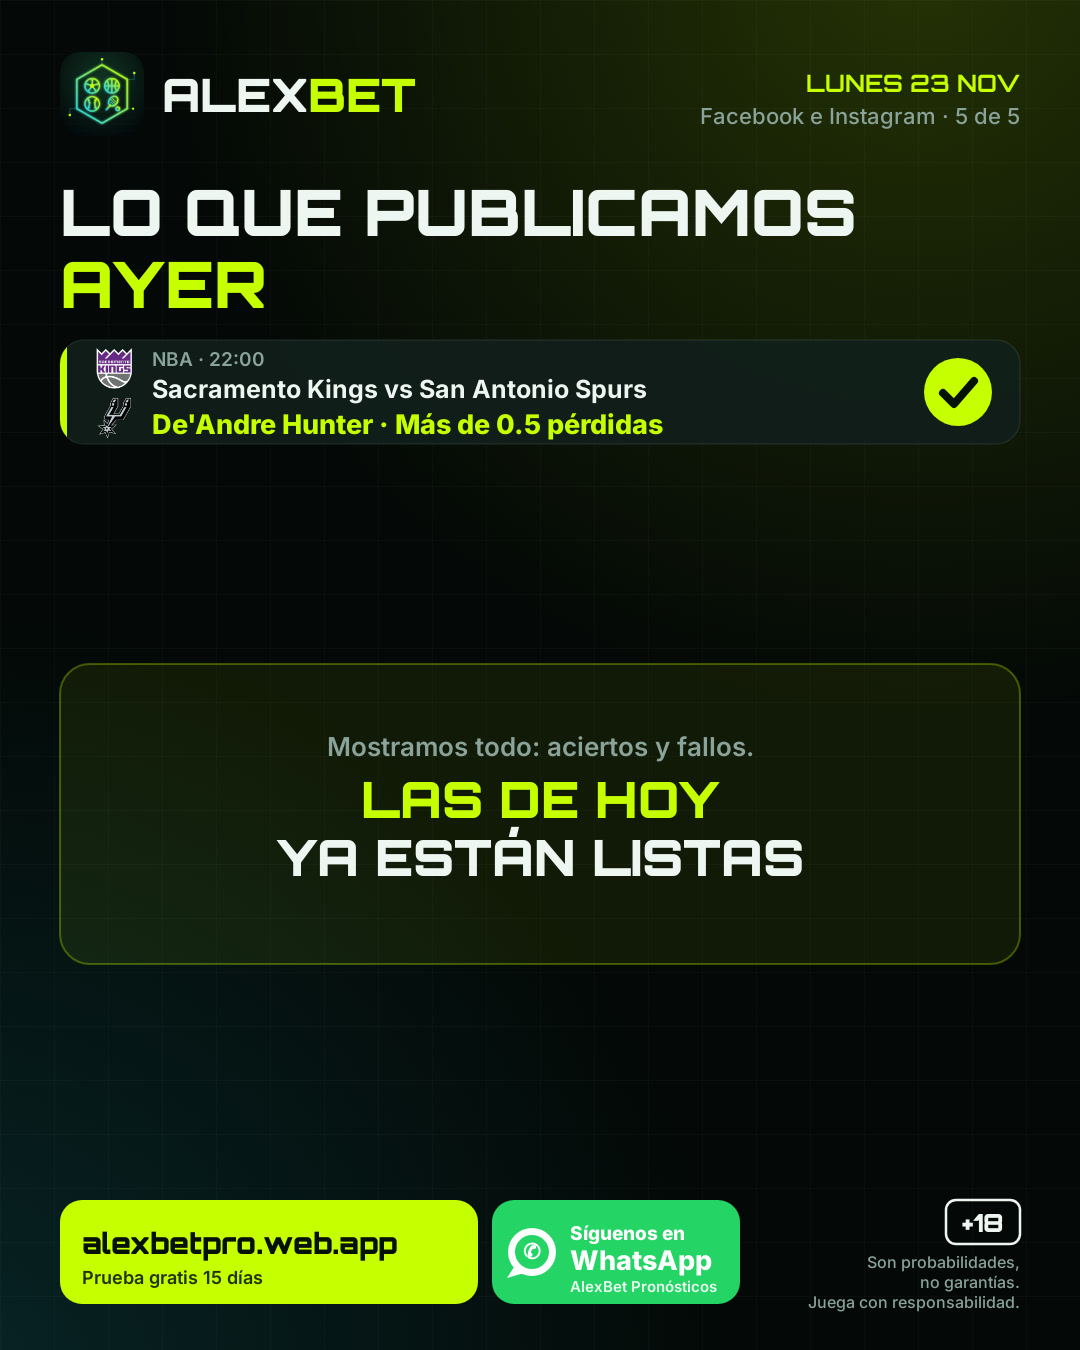 ALEXBET
LUNES 23 NOV
Facebook e Instagram · 5 de 5
LO QUE PUBLICAMOS
AYER
SACRAMENTO
KINGS
NBA · 22:00
Sacramento Kings vs San Antonio Spurs
De'Andre Hunter · Más de 0.5 pérdidas
Mostramos todo: aciertos y fallos.
LAS DE HOY
YA ESTÁN LISTAS
alexbetpro.web.app
Prueba gratis 15 días
Síguenos en
WhatsApp
AlexBet Pronósticos
+18
Son probabilidades,
no garantías.
Juega con responsabilidad.